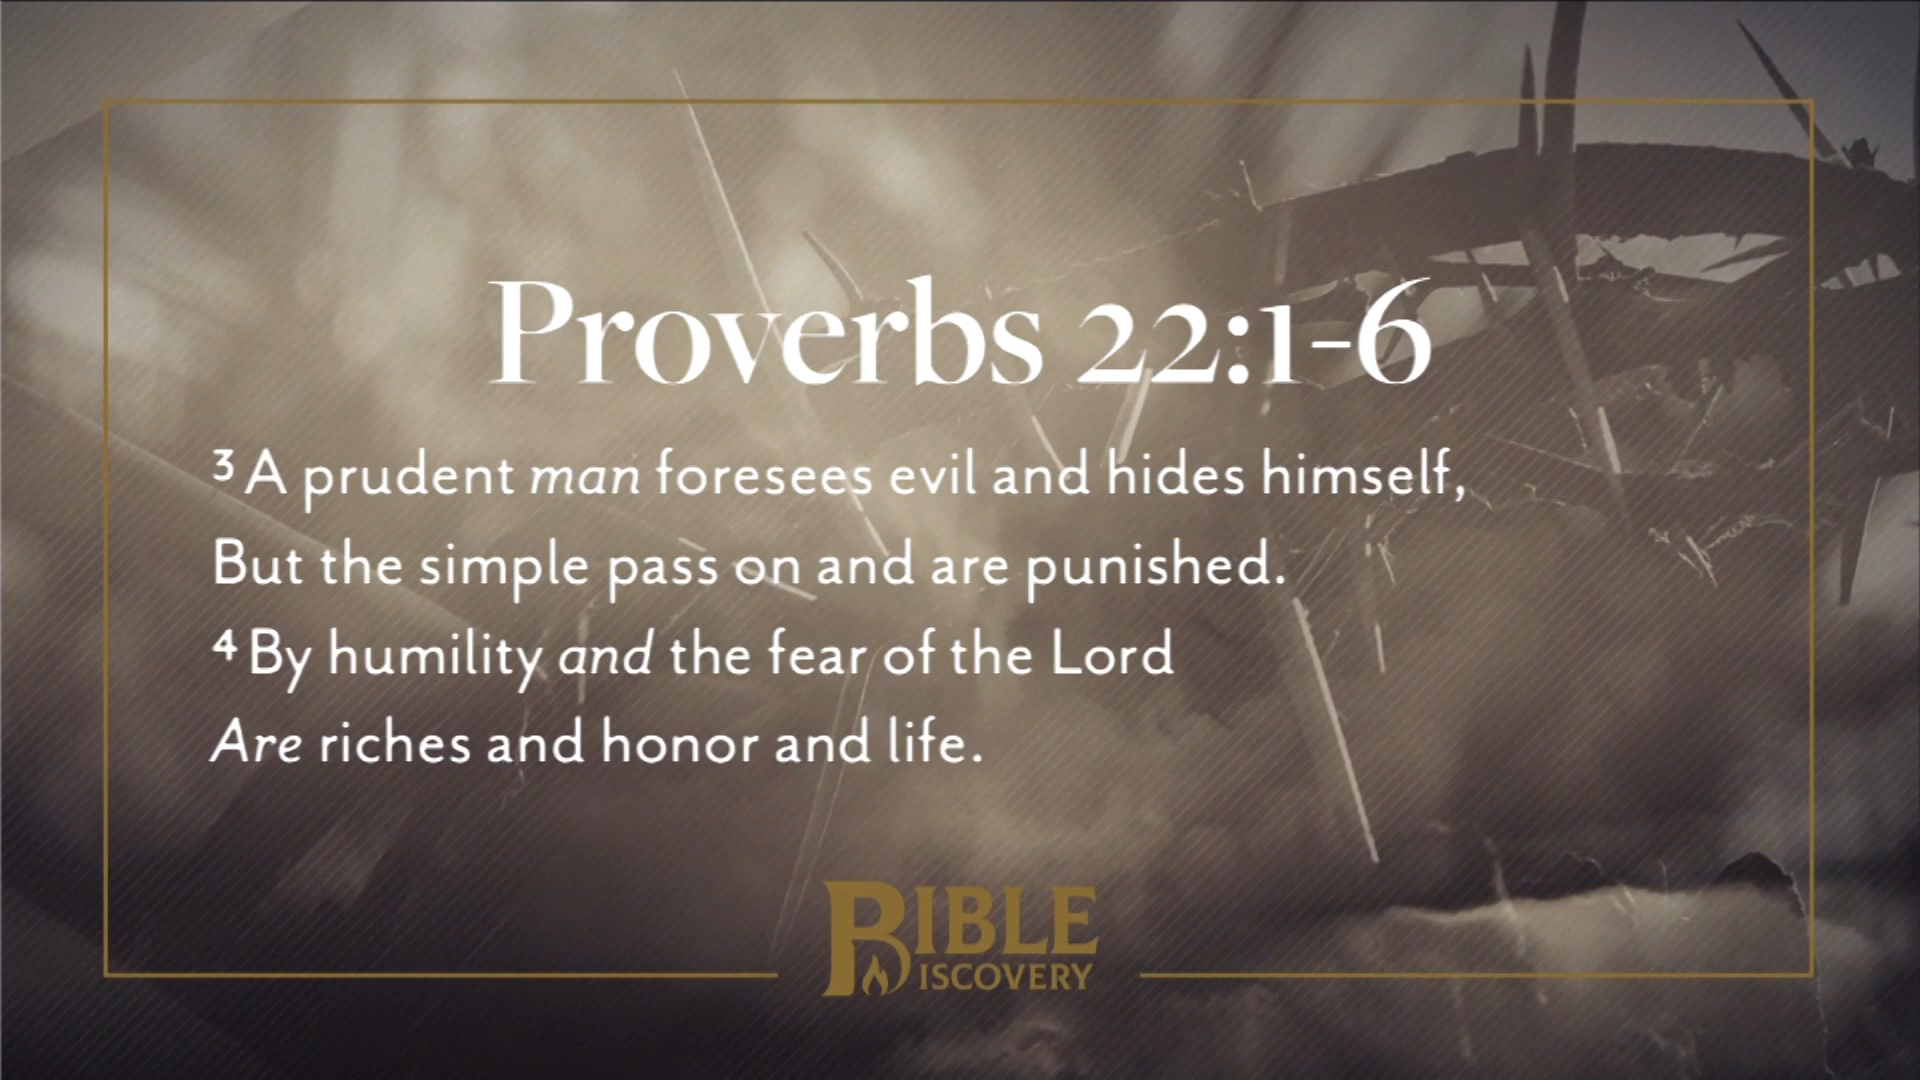 Proverbs 22:1-6
³ A prudent man foresees evil and hides himself,
But the simple pass on and are punished.
⁴ By humility and the fear of the Lord
Are riches and honor and life.
BIBLE
DISCOVERY